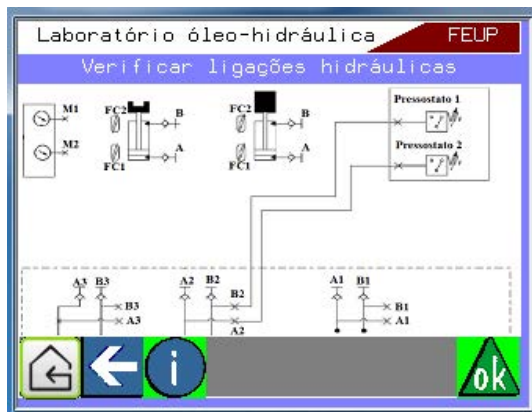 Laboratório óleo-hidráulica FEUP
Verificar ligações hidráulicas
M1
M2
FC2
B
A
FC1
FC2
B
A
FC1
Pressostato 1
Pressostato 2
A3 B3
B3
A3
A2 B2
B2
A2
A1 B1
B1
A1
i
ok